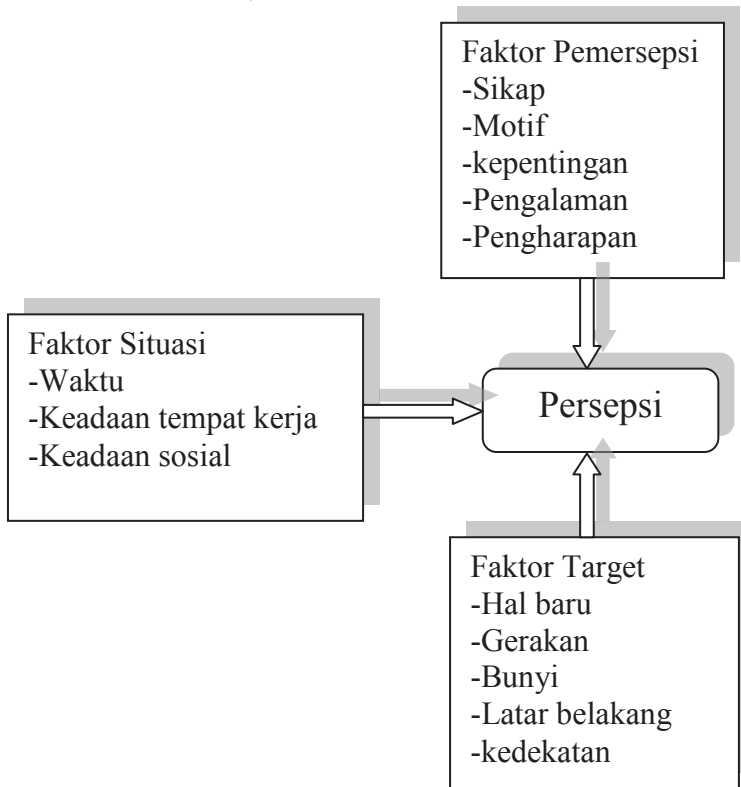 Faktor Pemersepsi
-Sikap
-Motif
-kepentingan
-Pengalaman
-Pengharapan
Faktor Situasi
-Waktu
-Keadaan tempat kerja
-Keadaan sosial
Persepsi
Faktor Target
-Hal baru
-Gerakan
-Bunyi
-Latar belakang
-kedekatan